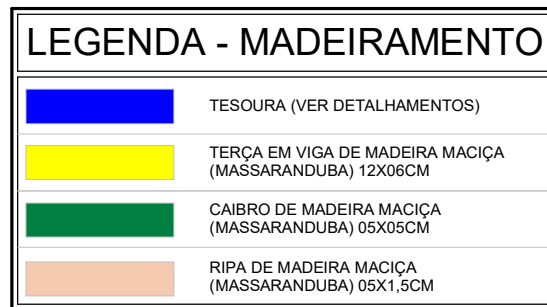 LEGENDA - MADEIRAMENTO
TESOURA (VER DETALHAMENTOS)
TERÇA EM VIGA DE MADEIRA MACIÇA
(MASSARANDUBA) 12X06CM
CAIBRO DE MADEIRA MACIÇA
(MASSARANDUBA) 05X05CM
RIPA DE MADEIRA MACIÇA
(MASSARANDUBA) 05X1,5CM